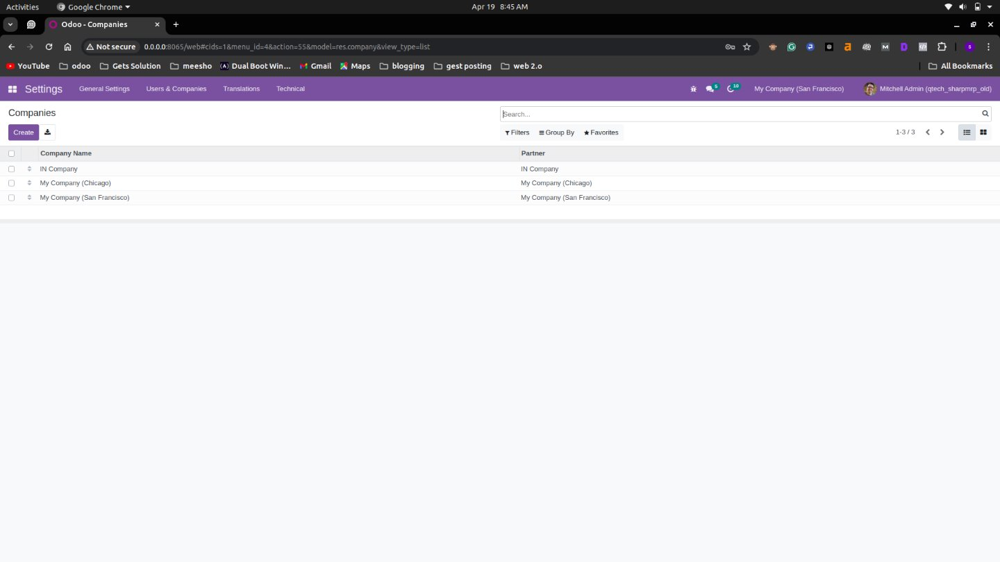 Activities Google Chrome Apr 19 8:45 AM
Odoo - Companies
Not secure 0.0.0.0:8065/web#cids=1&menu_id=4&action=55&model=res.company&view_type=list
YouTube odoo Gets Solution meesho Dual Boot Win... Gmail Maps blogging gest posting web 2.o All Bookmarks
Settings General Settings Users & Companies Translations Technical 5 10 My Company (San Francisco) Mitchell Admin (qtech_sharpmrp_old)
Companies Search...
Create Filters Group By Favorites 1-3 / 3
Company Name Partner
IN Company IN Company
My Company (Chicago) My Company (Chicago)
My Company (San Francisco) My Company (San Francisco)